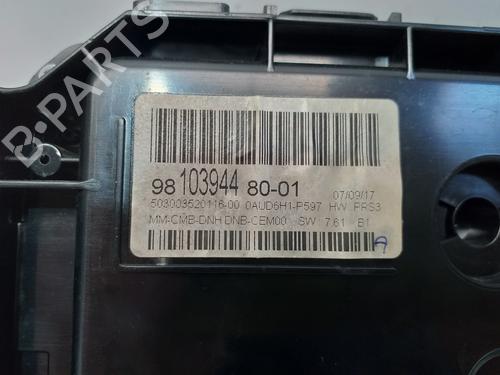 B-PARTS
98 103944 80-01 07/09/17
503003520116-00 0AUD6H1-P597 HW PRS3
MM-CMB-DNH DNB-CEM00 SW 7.61 B1
A